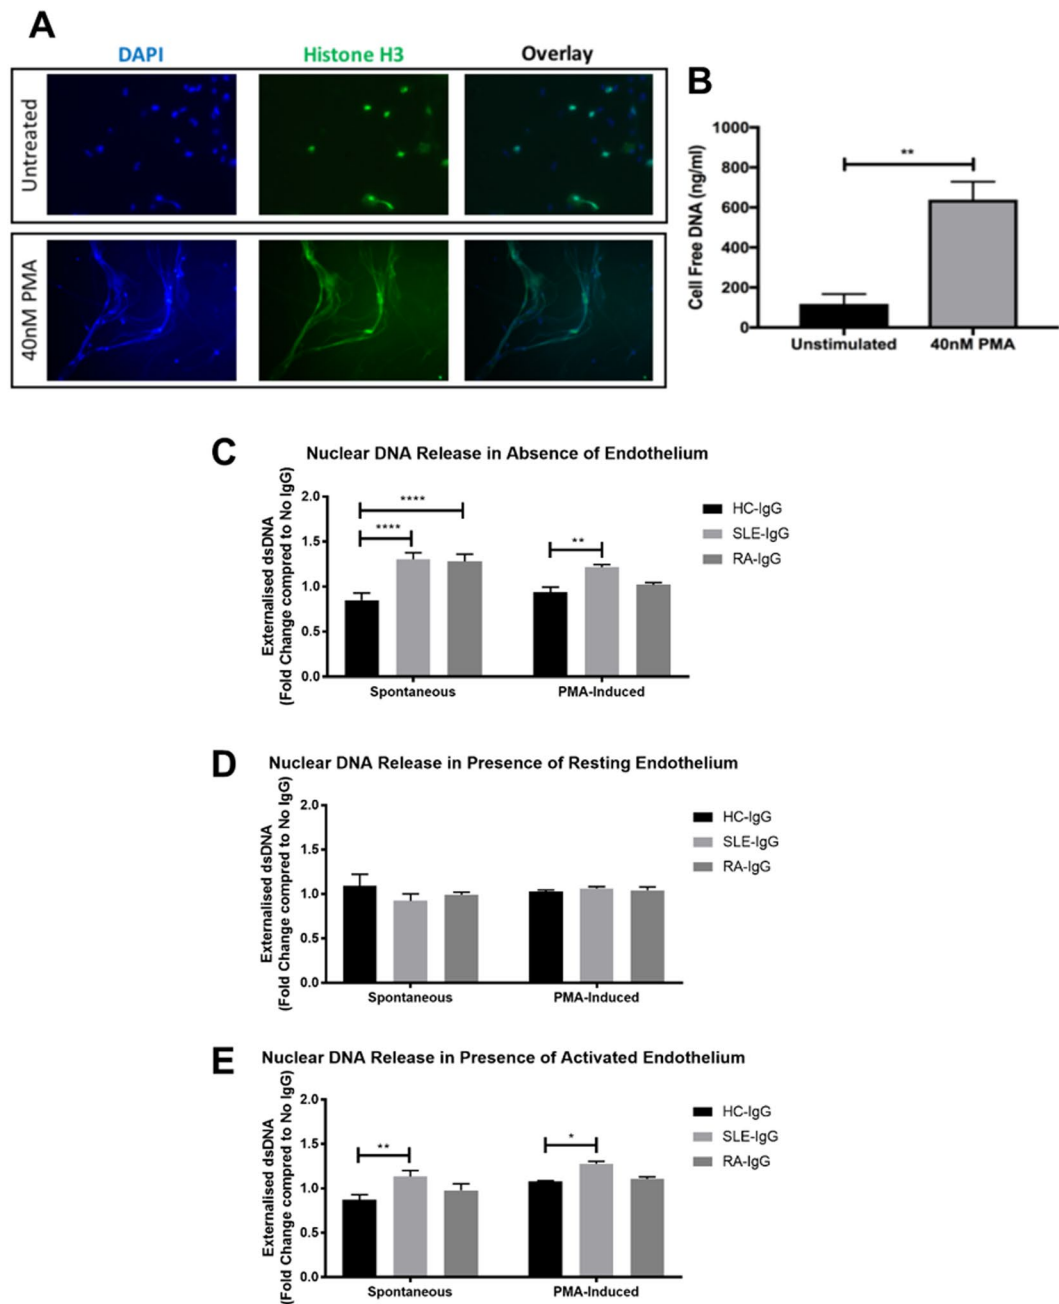 A
DAPI
Histone H3
Overlay
Untreated
40nM PMA
B
Cell Free DNA (ng/ml)
1000
800
600
400
200
0
**
Unstimulated
40nM PMA
C
Nuclear DNA Release in Absence of Endothelium
Externalised dsDNA
(Fold Change compred to No IgG)
2.0
1.5
1.0
0.5
0.0
****
****
**
Spontaneous
PMA-Induced
HC-IgG
SLE-IgG
RA-IgG
D
Nuclear DNA Release in Presence of Resting Endothelium
Externalised dsDNA
(Fold Change compred to No IgG)
2.0
1.5
1.0
0.5
0.0
Spontaneous
PMA-Induced
HC-IgG
SLE-IgG
RA-IgG
E
Nuclear DNA Release in Presence of Activated Endothelium
Externalised dsDNA
(Fold Change compred to No IgG)
2.0
1.5
1.0
0.5
0.0
**
*
Spontaneous
PMA-Induced
HC-IgG
SLE-IgG
RA-IgG